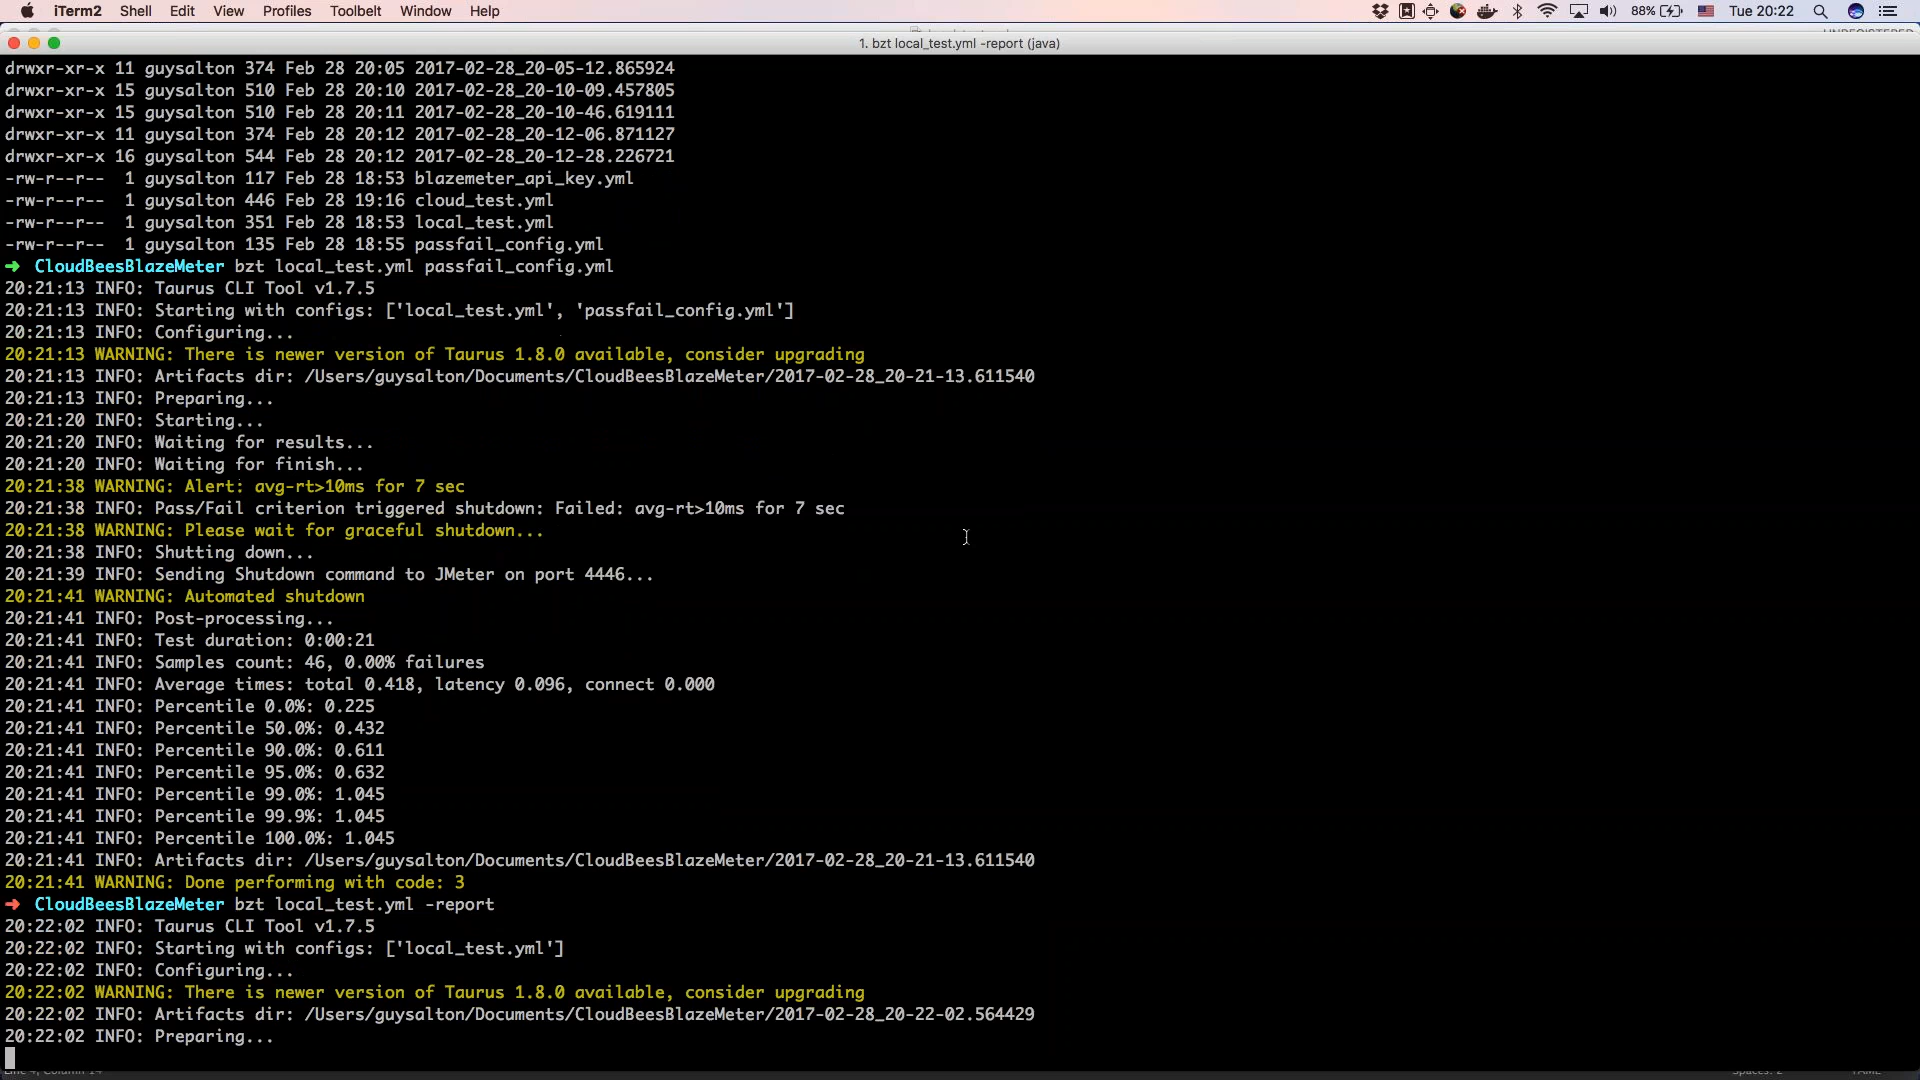 iTerm2 Shell Edit View Profiles Toolbelt Window Help 88% Tue 20:22
1. bzt local_test.yml -report (java)
drwxr-xr-x 11 guysalton 374 Feb 28 20:05 2017-02-28_20-05-12.865924
drwxr-xr-x 15 guysalton 510 Feb 28 20:10 2017-02-28_20-10-09.457805
drwxr-xr-x 15 guysalton 510 Feb 28 20:11 2017-02-28_20-10-46.619111
drwxr-xr-x 11 guysalton 374 Feb 28 20:12 2017-02-28_20-12-06.871127
drwxr-xr-x 16 guysalton 544 Feb 28 20:12 2017-02-28_20-12-28.226721
-rw-r--r-- 1 guysalton 117 Feb 28 18:53 blazemeter_api_key.yml
-rw-r--r-- 1 guysalton 446 Feb 28 19:16 cloud_test.yml
-rw-r--r-- 1 guysalton 351 Feb 28 18:53 local_test.yml
-rw-r--r-- 1 guysalton 135 Feb 28 18:55 passfail_config.yml
➜ CloudBeesBlazeMeter bzt local_test.yml passfail_config.yml
20:21:13 INFO: Taurus CLI Tool v1.7.5
20:21:13 INFO: Starting with configs: ['local_test.yml', 'passfail_config.yml']
20:21:13 INFO: Configuring...
20:21:13 WARNING: There is newer version of Taurus 1.8.0 available, consider upgrading
20:21:13 INFO: Artifacts dir: /Users/guysalton/Documents/CloudBeesBlazeMeter/2017-02-28_20-21-13.611540
20:21:13 INFO: Preparing...
20:21:20 INFO: Starting...
20:21:20 INFO: Waiting for results...
20:21:20 INFO: Waiting for finish...
20:21:38 WARNING: Alert: avg-rt>10ms for 7 sec
20:21:38 INFO: Pass/Fail criterion triggered shutdown: Failed: avg-rt>10ms for 7 sec
20:21:38 WARNING: Please wait for graceful shutdown...
20:21:38 INFO: Shutting down...
20:21:39 INFO: Sending Shutdown command to JMeter on port 4446...
20:21:41 WARNING: Automated shutdown
20:21:41 INFO: Post-processing...
20:21:41 INFO: Test duration: 0:00:21
20:21:41 INFO: Samples count: 46, 0.00% failures
20:21:41 INFO: Average times: total 0.418, latency 0.096, connect 0.000
20:21:41 INFO: Percentile 0.0%: 0.225
20:21:41 INFO: Percentile 50.0%: 0.432
20:21:41 INFO: Percentile 90.0%: 0.611
20:21:41 INFO: Percentile 95.0%: 0.632
20:21:41 INFO: Percentile 99.0%: 1.045
20:21:41 INFO: Percentile 99.9%: 1.045
20:21:41 INFO: Percentile 100.0%: 1.045
20:21:41 INFO: Artifacts dir: /Users/guysalton/Documents/CloudBeesBlazeMeter/2017-02-28_20-21-13.611540
20:21:41 WARNING: Done performing with code: 3
➜ CloudBeesBlazeMeter bzt local_test.yml -report
20:22:02 INFO: Taurus CLI Tool v1.7.5
20:22:02 INFO: Starting with configs: ['local_test.yml']
20:22:02 INFO: Configuring...
20:22:02 WARNING: There is newer version of Taurus 1.8.0 available, consider upgrading
20:22:02 INFO: Artifacts dir: /Users/guysalton/Documents/CloudBeesBlazeMeter/2017-02-28_20-22-02.564429
20:22:02 INFO: Preparing...